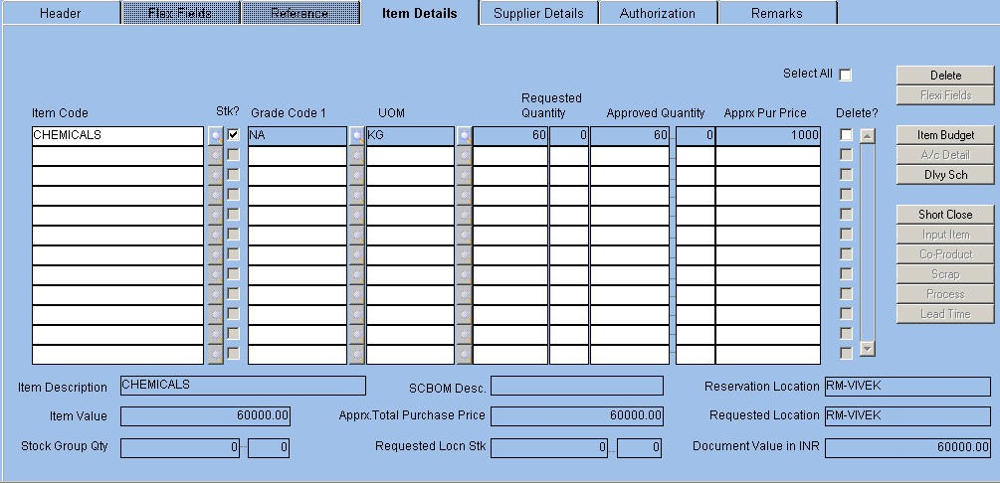 Header Flex Fields Reference Item Details Supplier Details Authorization Remarks
Select All Delete
Flexi Fields
Item Code Stk? Grade Code 1 UOM Requested Quantity Approved Quantity Apprx Pur Price Delete?
CHEMICALS NA KG 60 0 60 0 1000 Item Budget
A/c Detail
Dlvy Sch
Short Close
Input Item
Co-Product
Scrap
Process
Lead Time
Item Description CHEMICALS SCBOM Desc. Reservation Location RM-VIVEK
Item Value 60000.00 Apprx.Total Purchase Price 60000.00 Requested Location RM-VIVEK
Stock Group Qty 0 0 Requested Locn Stk 0 0 Document Value in INR 60000.00